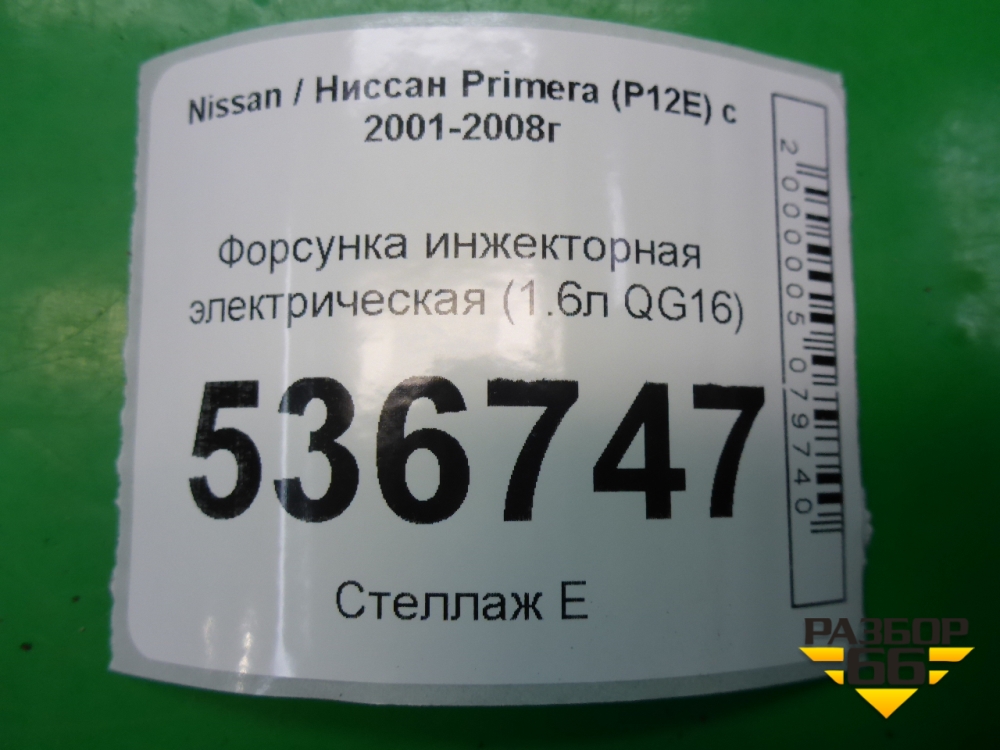 Nissan / Ниссан Primera (P12E) с
2001-2008г
Форсунка инжекторная
электрическая (1.6л QG16)
536747
Стеллаж Е
2000005079740
РАЗБОР
66